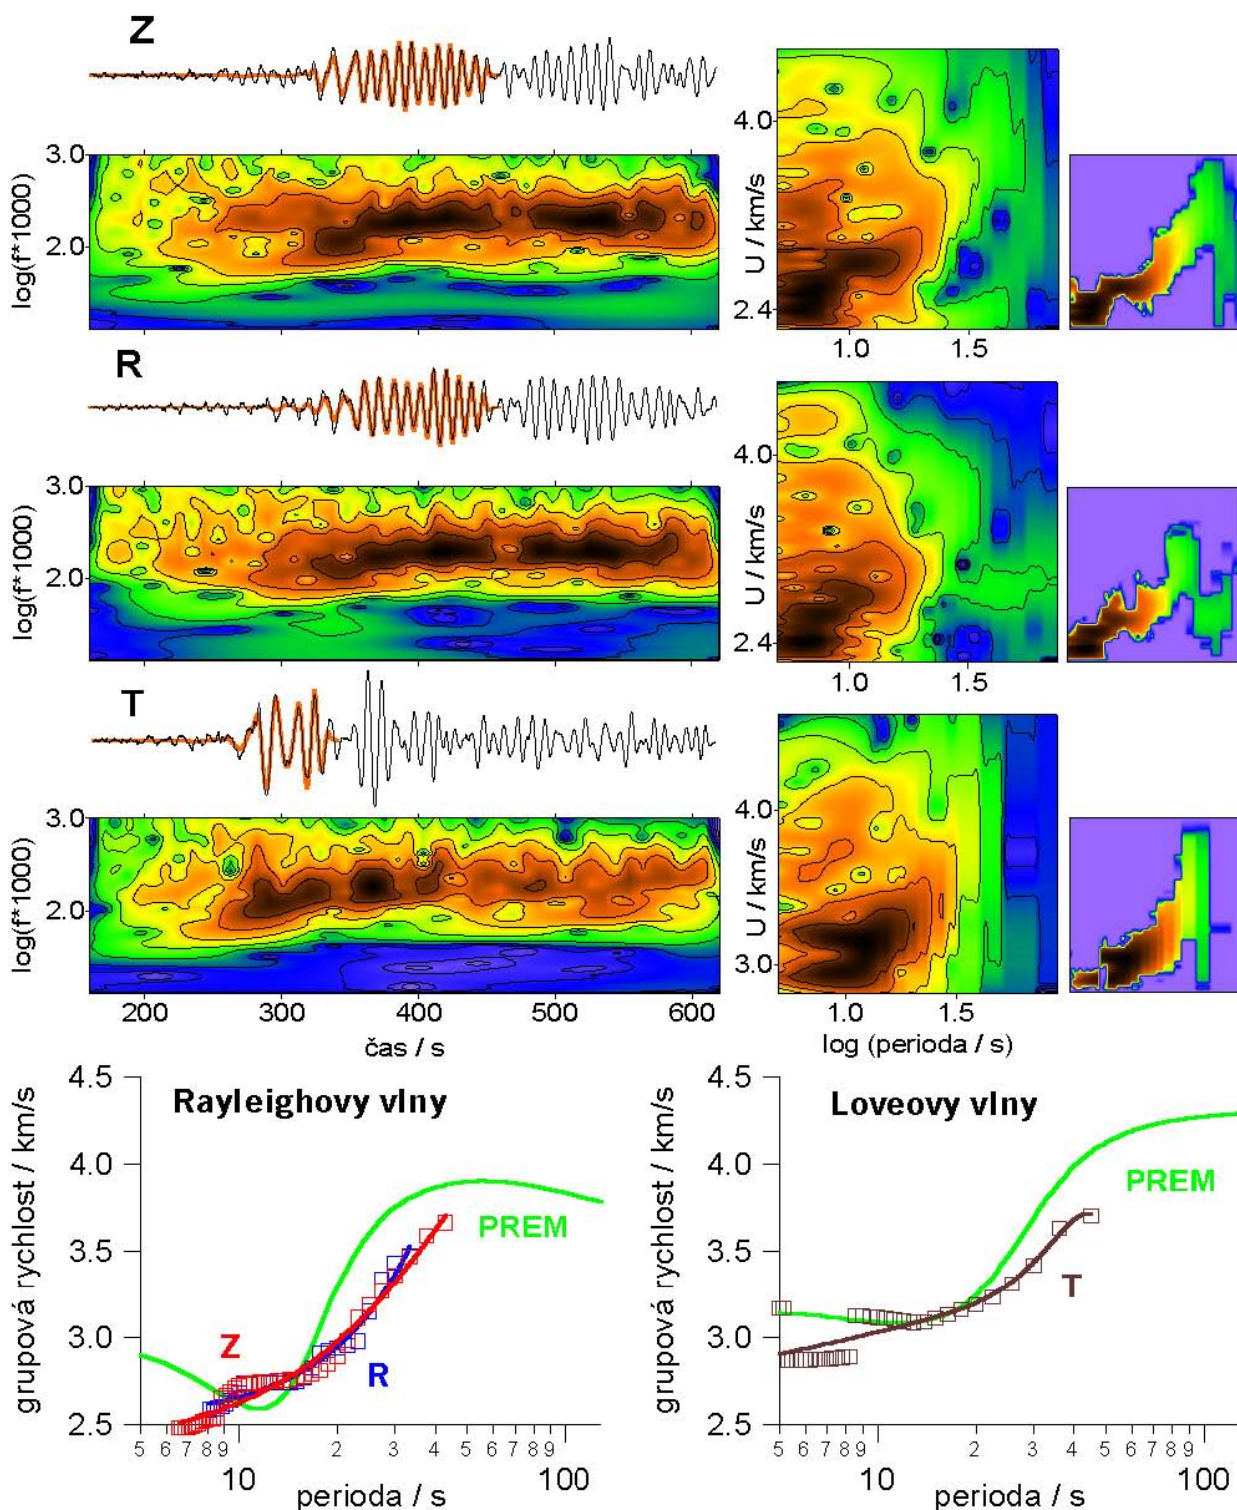 Z
3.0
2.0
log(f*1000)
4.0
2.4
U / km/s
1.0 1.5
R
3.0
2.0
log(f*1000)
4.0
2.4
U / km/s
1.0 1.5
T
3.0
2.0
log(f*1000)
200 300 400 500 600
čas / s
4.0
3.0
U / km/s
1.0 1.5
log (perioda / s)
Rayleighovy vlny
grupová rychlost / km/s
4.5
4.0
3.5
3.0
2.5
PREM
Z
R
5 6 7 8 9 2 3 4 5 6 7 8 9
10 100
perioda / s
Loveovy vlny
grupová rychlost / km/s
4.5
4.0
3.5
3.0
2.5
PREM
T
5 6 7 8 9 2 3 4 5 6 7 8 9
10 100
perioda / s